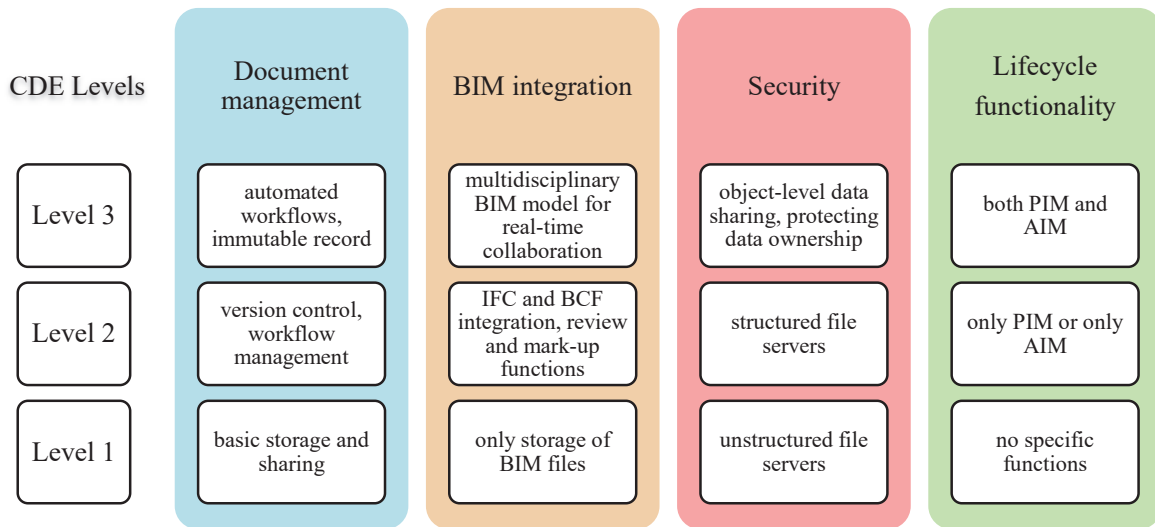 CDE Levels
Document
management
BIM integration
Security
Lifecycle
functionality
Level 3
automated
workflows,
immutable record
multidisciplinary
BIM model for
real-time
collaboration
object-level data
sharing, protecting
data ownership
both PIM and
AIM
Level 2
version control,
workflow
management
IFC and BCF
integration, review
and mark-up
functions
structured file
servers
only PIM or only
AIM
Level 1
basic storage and
sharing
only storage of
BIM files
unstructured file
servers
no specific
functions